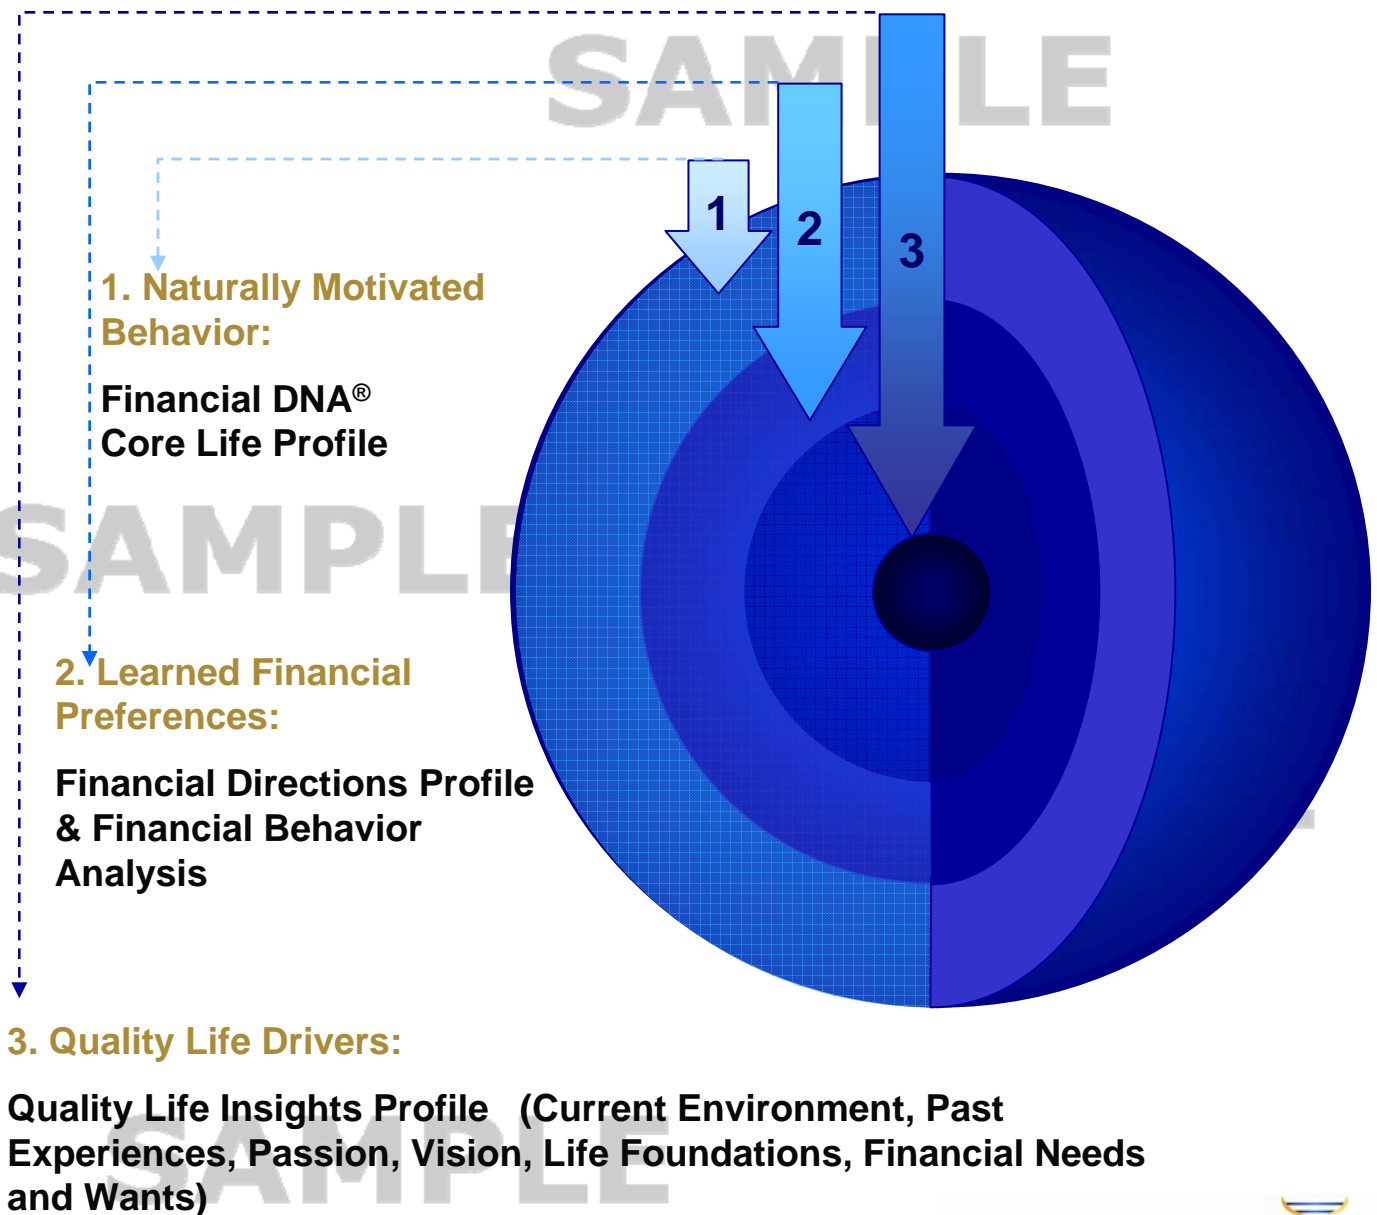 SAMPLE
1
2
3
1. Naturally Motivated
Behavior:
Financial DNA®
Core Life Profile
SAMPLE
2. Learned Financial
Preferences:
Financial Directions Profile
& Financial Behavior
Analysis
3. Quality Life Drivers:
Quality Life Insights Profile (Current Environment, Past
Experiences, Passion, Vision, Life Foundations, Financial Needs
and Wants)
SAMPLE